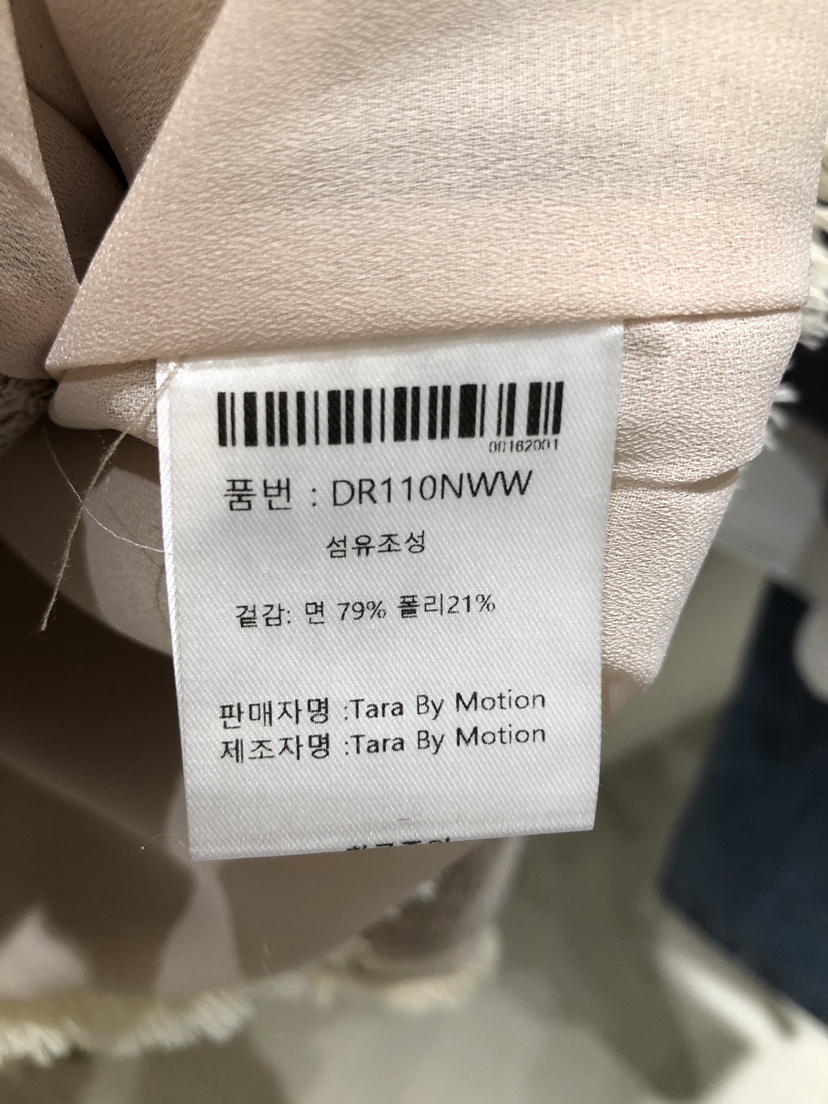 00162001
품번 : DR110NWW
섬유조성
겉감: 면 79% 폴리21%
판매자명 :Tara By Motion
제조자명 :Tara By Motion